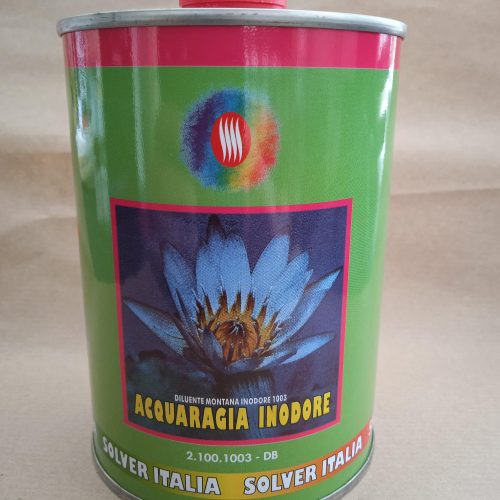 DILUENTE MONTANA INODORE 1003
ACQUARAGIA INODORE
2.100.1003 - DB
SOLVER ITALIA SOLVER ITALIA